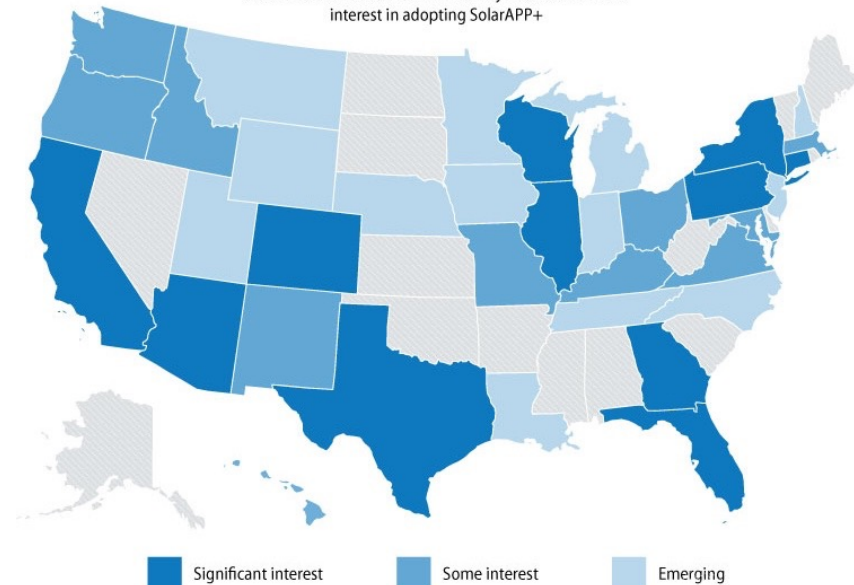 interest in adopting SolarAPP+
Significant interest
Some interest
Emerging